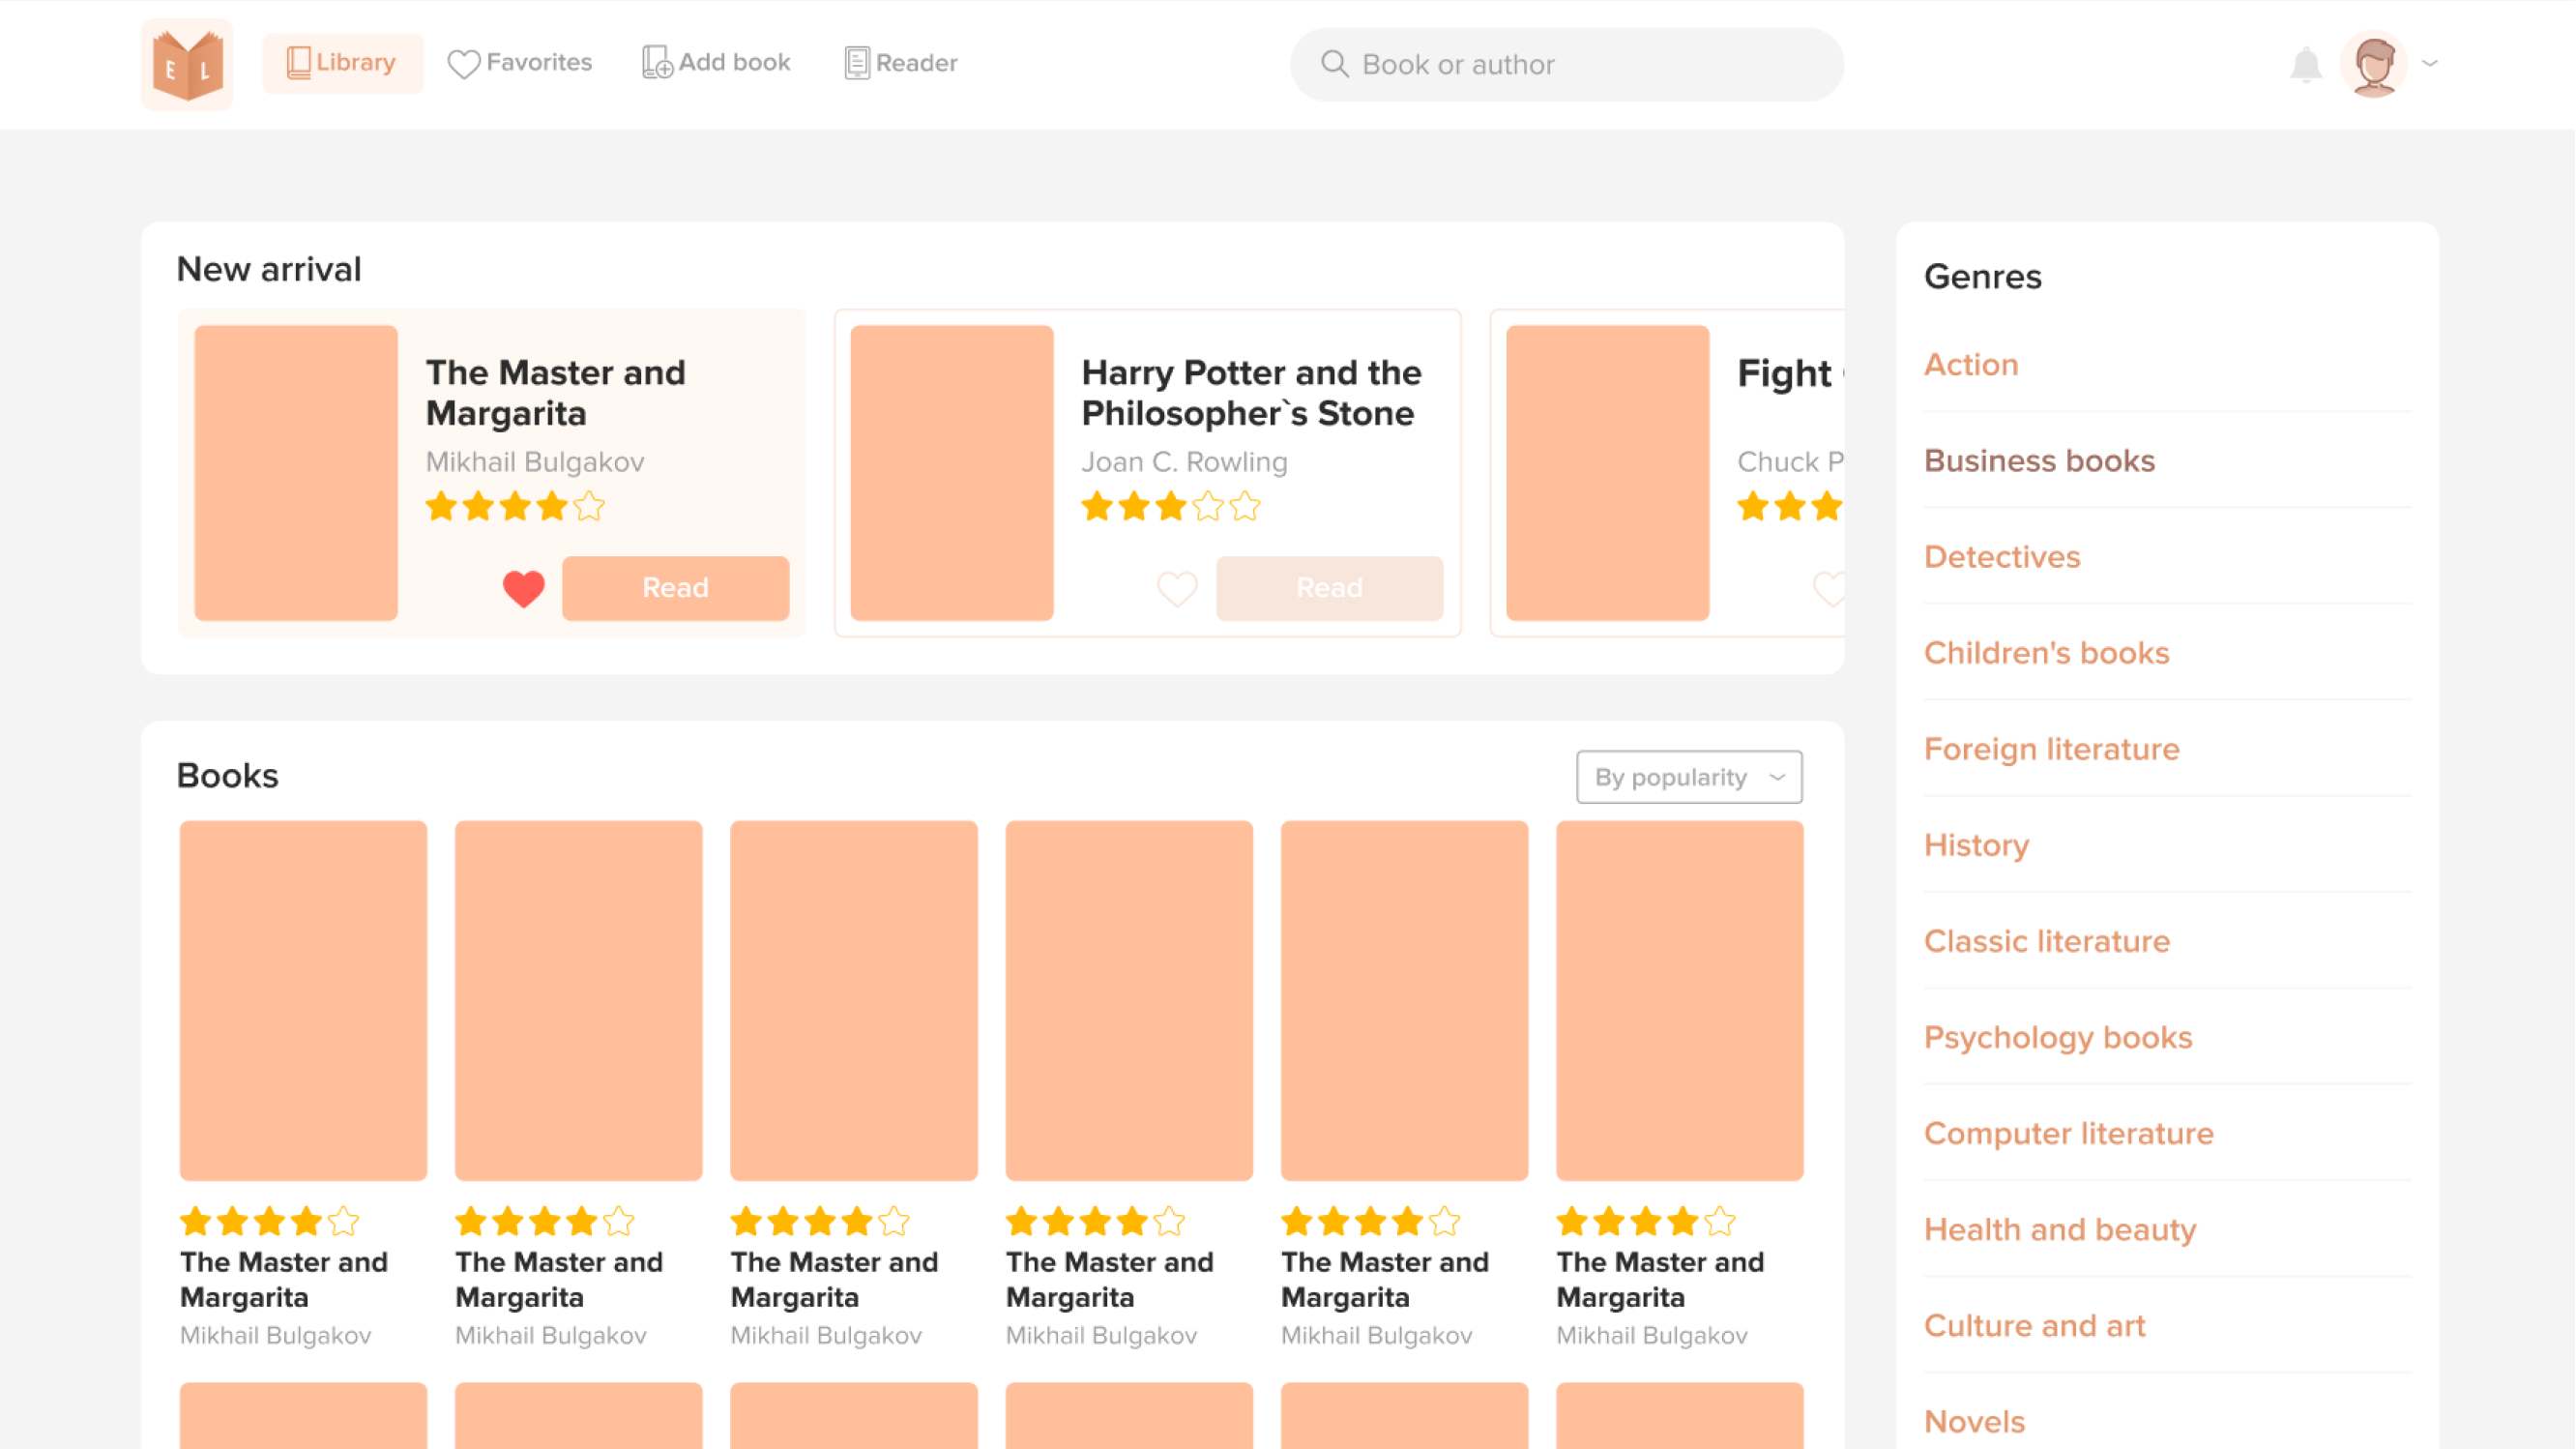 E L
Library
Favorites
Add book
Reader
Book or author
New arrival
The Master and
Margarita
Mikhail Bulgakov
Read
Harry Potter and the
Philosopher`s Stone
Joan C. Rowling
Read
Fight
Chuck P
Books
By popularity
The Master and
Margarita
Mikhail Bulgakov
The Master and
Margarita
Mikhail Bulgakov
The Master and
Margarita
Mikhail Bulgakov
The Master and
Margarita
Mikhail Bulgakov
The Master and
Margarita
Mikhail Bulgakov
The Master and
Margarita
Mikhail Bulgakov
Genres
Action
Business books
Detectives
Children's books
Foreign literature
History
Classic literature
Psychology books
Computer literature
Health and beauty
Culture and art
Novels